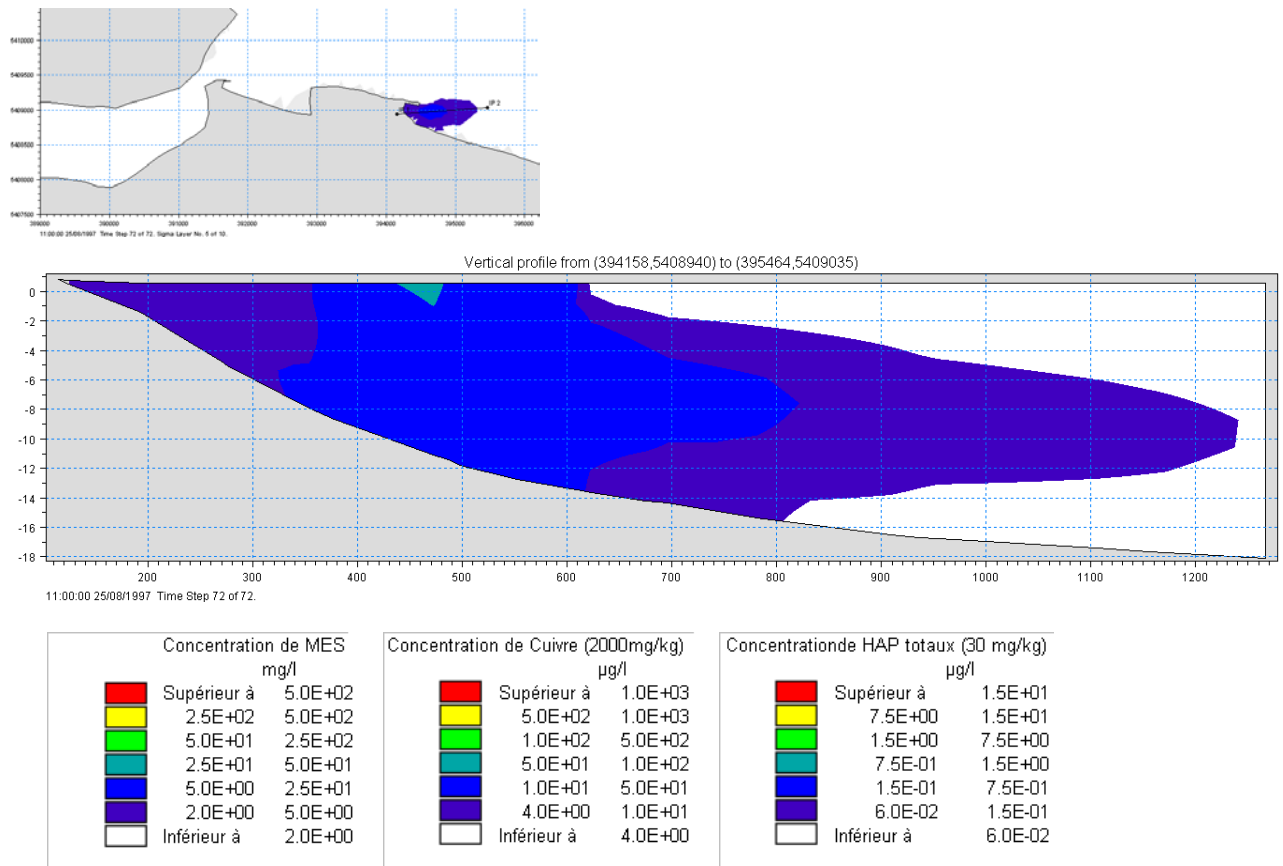 5410000
5409500
5409000
5408500
5408000
5407500
389000 390000 391000 392000 393000 394000 395000 396000
11:00:00 25/08/1997 Time Step 72 of 72. Sigma Layer No. 5 of 10.
Vertical profile from (394158,5408940) to (395464,5409035)
0
-2
-4
-6
-8
-10
-12
-14
-16
-18
200 300 400 500 600 700 800 900 1000 1100 1200
11:00:00 25/08/1997 Time Step 72 of 72.
Concentration de MES
mg/l
Supérieur à 5.0E+02
2.5E+02 5.0E+02
5.0E+01 2.5E+02
2.5E+01 5.0E+01
5.0E+00 2.5E+01
2.0E+00 5.0E+00
Inférieur à 2.0E+00
Concentration de Cuivre (2000mg/kg)
µg/l
Supérieur à 1.0E+03
5.0E+02 1.0E+03
1.0E+02 5.0E+02
5.0E+01 1.0E+02
1.0E+01 5.0E+01
4.0E+00 1.0E+01
Inférieur à 4.0E+00
Concentrationde HAP totaux (30 mg/kg)
µg/l
Supérieur à 1.5E+01
7.5E+00 1.5E+01
1.5E+00 7.5E+00
7.5E-01 1.5E+00
1.5E-01 7.5E-01
6.0E-02 1.5E-01
Inférieur à 6.0E-02